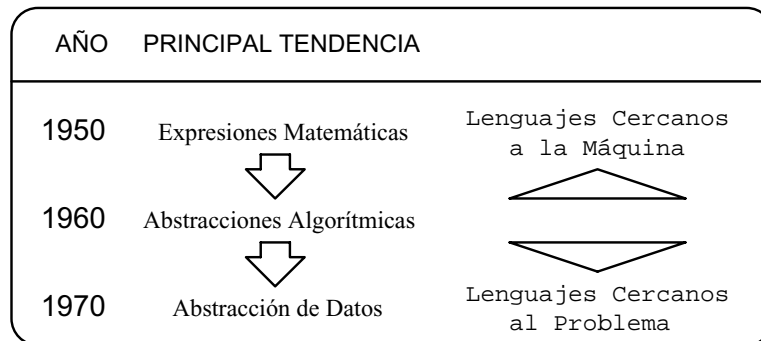 AÑO PRINCIPAL TENDENCIA
1950 Expresiones Matemáticas
Lenguajes Cercanos
a la Máquina
1960 Abstracciones Algorítmicas
1970 Abstracción de Datos
Lenguajes Cercanos
al Problema